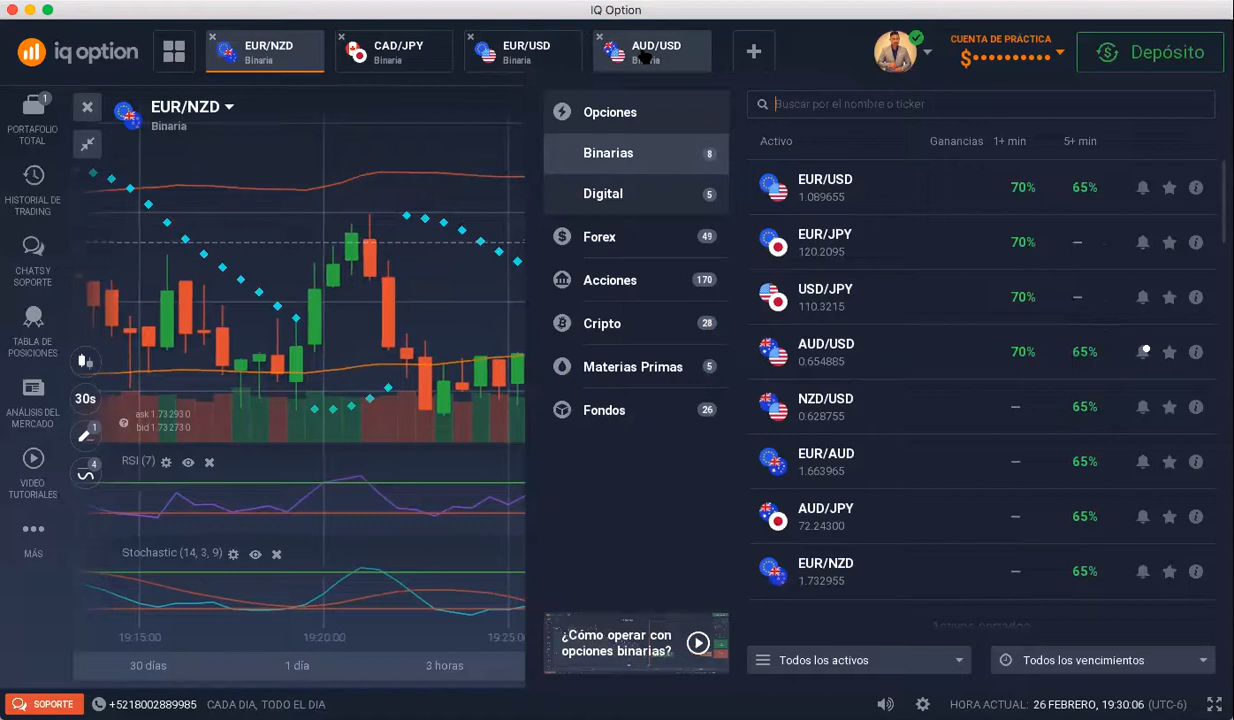 IQ Option
iq option
EUR/NZD
Binaria
CAD/JPY
Binaria
EUR/USD
Binaria
AUD/USD
CUENTA DE PRÁCTICA
$••••••••••
Depósito
1
PORTAFOLIO
TOTAL
HISTORIAL DE
TRADING
CHATS Y
SOPORTE
TABLA DE
POSICIONES
ANÁLISIS DEL
MERCADO
VIDEO
TUTORIALES
MÁS
EUR/NZD
Binaria
30s
1
4
ask 1.732930
bid 1.732730
RSI (7)
Stochastic (14, 3, 9)
19:15:00
19:20:00
19:25:00
30 días
1 día
3 horas
Opciones
Binarias 8
Digital 5
Forex 49
Acciones 170
Cripto 28
Materias Primas 5
Fondos 26
¿Cómo operar con
opciones binarias?
Buscar por el nombre o ticker
Activo Ganancias 1+ min 5+ min
EUR/USD
1.089655
70% 65%
EUR/JPY
120.2095
70% –
USD/JPY
110.3215
70% –
AUD/USD
0.654885
70% 65%
NZD/USD
0.628755
– 65%
EUR/AUD
1.663965
– 65%
AUD/JPY
72.24300
– 65%
EUR/NZD
1.732955
– 65%
Todos los activos
Todos los vencimientos
SOPORTE
+5218002889985
CADA DIA, TODO EL DIA
HORA ACTUAL: 26 FEBRERO, 19:30:06 (UTC-6)